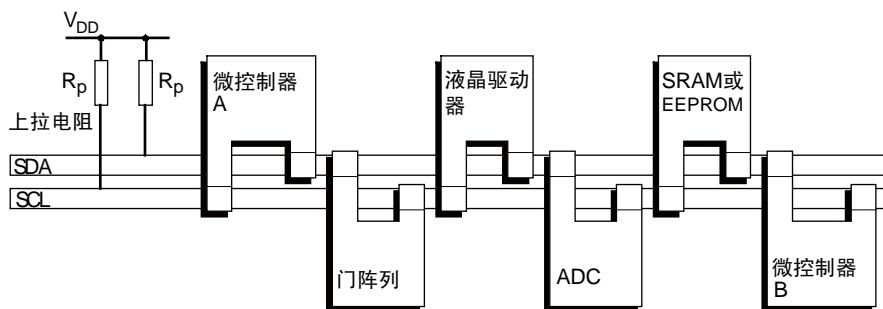 VDD
Rp
Rp
上拉电阻
微控制器
A
液晶驱动
器
SRAM或
EEPROM
SDA
SCL
门阵列
ADC
微控制器
B